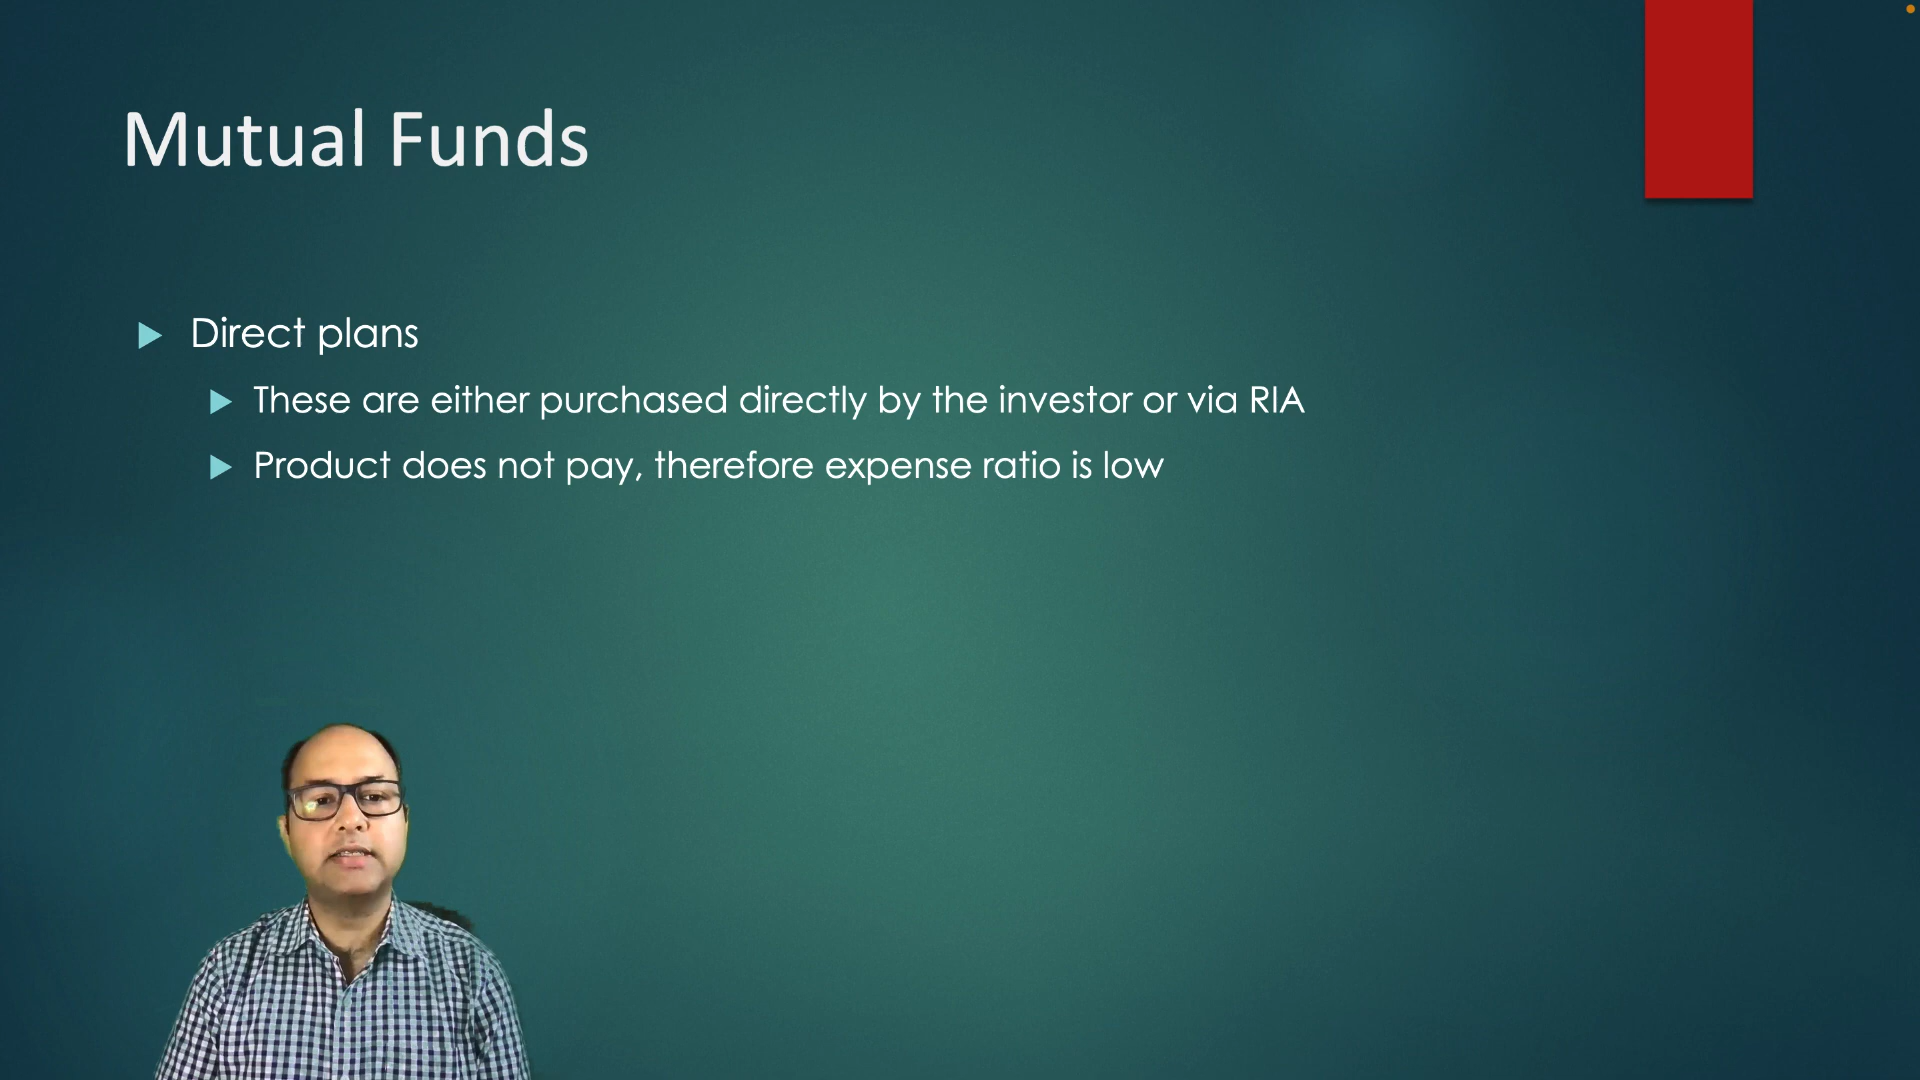 Mutual Funds
Direct plans
These are either purchased directly by the investor or via RIA
Product does not pay, therefore expense ratio is low